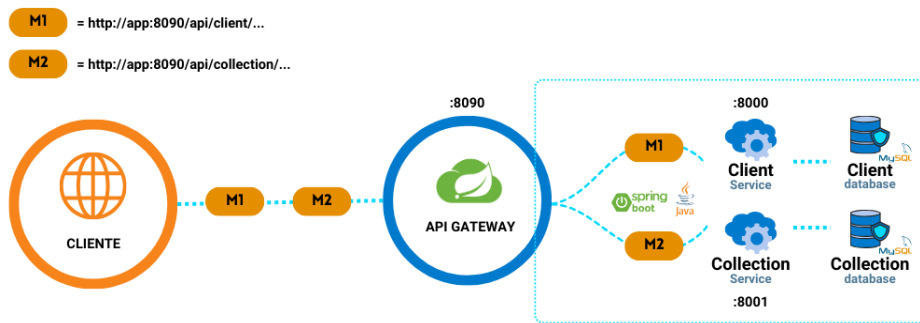 M1 = http://app:8090/api/client/...
M2 = http://app:8090/api/collection/...
:8090
:8000
M1
Client
Service
MySQL
Client
database
M1
M2
spring
boot
Java
API GATEWAY
CLIENTE
M2
Collection
Service
MySQL
Collection
database
:8001